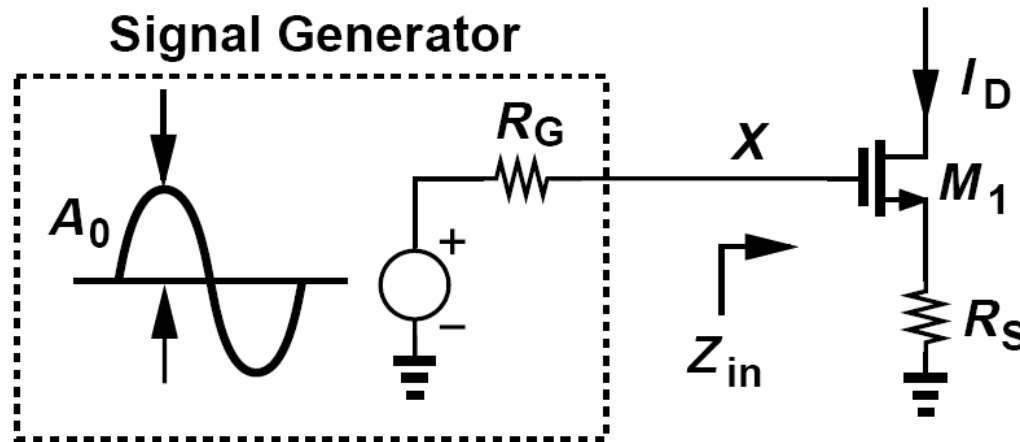 Signal Generator
A0
+
−
RG
X
Zin
ID
M1
RS